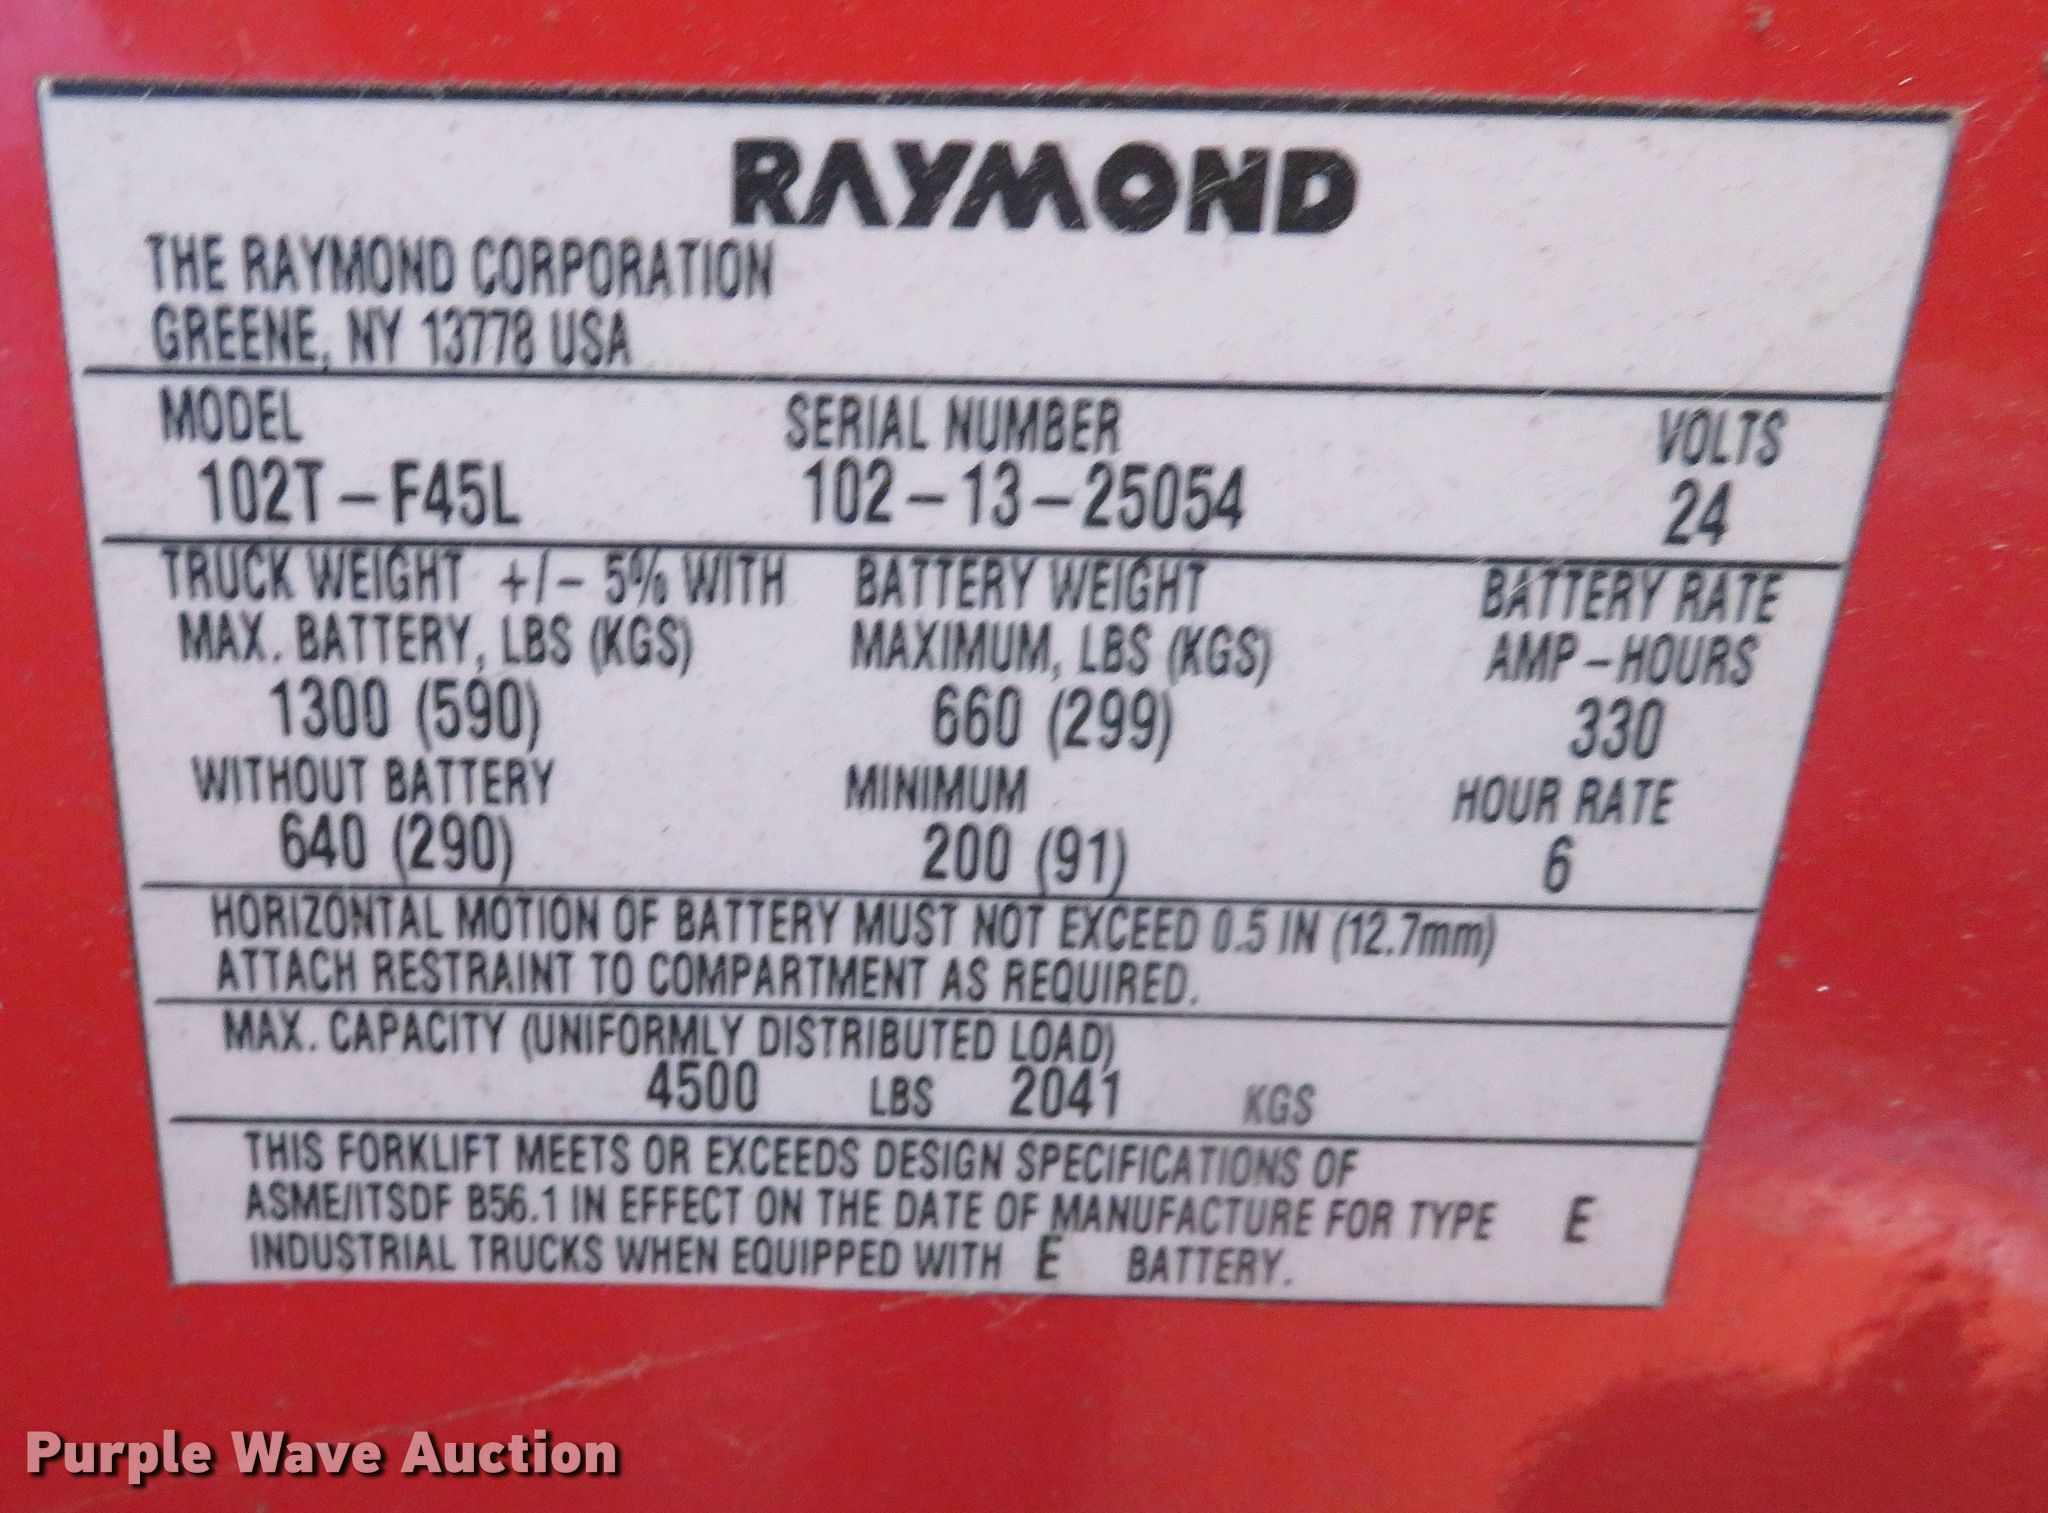 RAYMOND
THE RAYMOND CORPORATION
GREENE, NY 13778 USA
MODEL SERIAL NUMBER VOLTS
102T-F45L 102-13-25054 24
TRUCK WEIGHT +/- 5% WITH BATTERY WEIGHT BATTERY RATE
MAX. BATTERY, LBS (KGS) MAXIMUM, LBS (KGS) AMP-HOURS
1300 (590) 660 (299) 330
WITHOUT BATTERY MINIMUM HOUR RATE
640 (290) 200 (91) 6
HORIZONTAL MOTION OF BATTERY MUST NOT EXCEED 0.5 IN (12.7mm)
ATTACH RESTRAINT TO COMPARTMENT AS REQUIRED.
MAX. CAPACITY (UNIFORMLY DISTRIBUTED LOAD)
4500 LBS 2041 KGS
THIS FORKLIFT MEETS OR EXCEEDS DESIGN SPECIFICATIONS OF
ASME/ITSDF B56.1 IN EFFECT ON THE DATE OF MANUFACTURE FOR TYPE E
INDUSTRIAL TRUCKS WHEN EQUIPPED WITH E BATTERY.
Purple Wave Auction